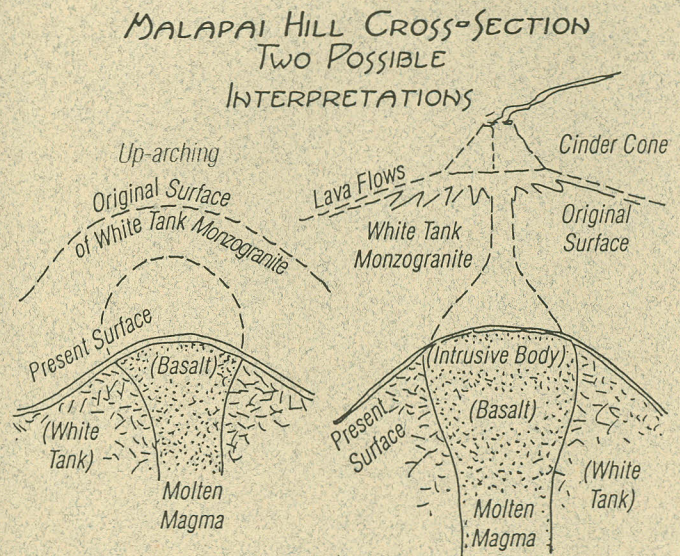 MALAPAI HILL CROSS-SECTION
TWO POSSIBLE
INTERPRETATIONS
Up-arching
Original Surface
of White Tank Monzogranite
Present Surface
(Basalt)
(White
Tank)
Molten
Magma
Cinder Cone
Lava Flows
White Tank
Monzogranite
Original
Surface
(Intrusive Body)
(Basalt)
Present
Surface
(White
Tank)
Molten
Magma